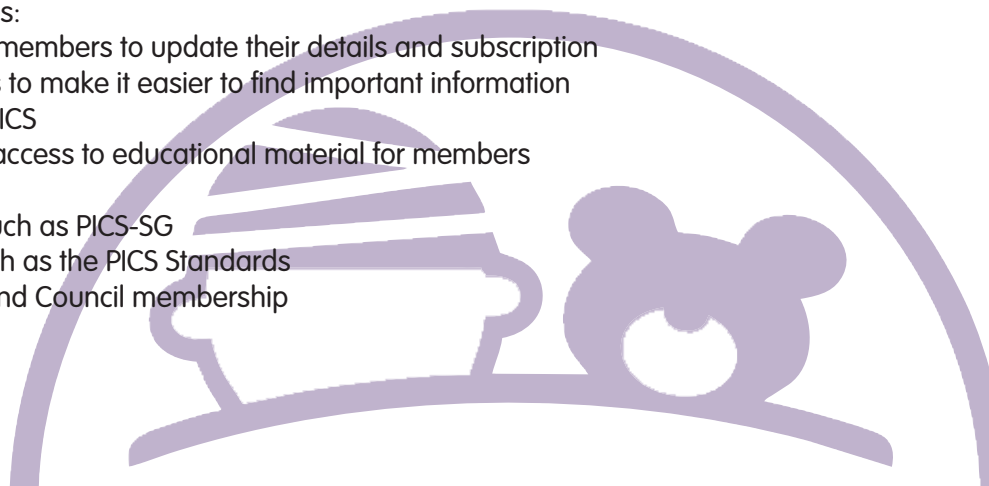 s:
members to update their details and subscription
s to make it easier to find important information
ICS
access to educational material for members
uch as PICS-SG
h as the PICS Standards
nd Council membership